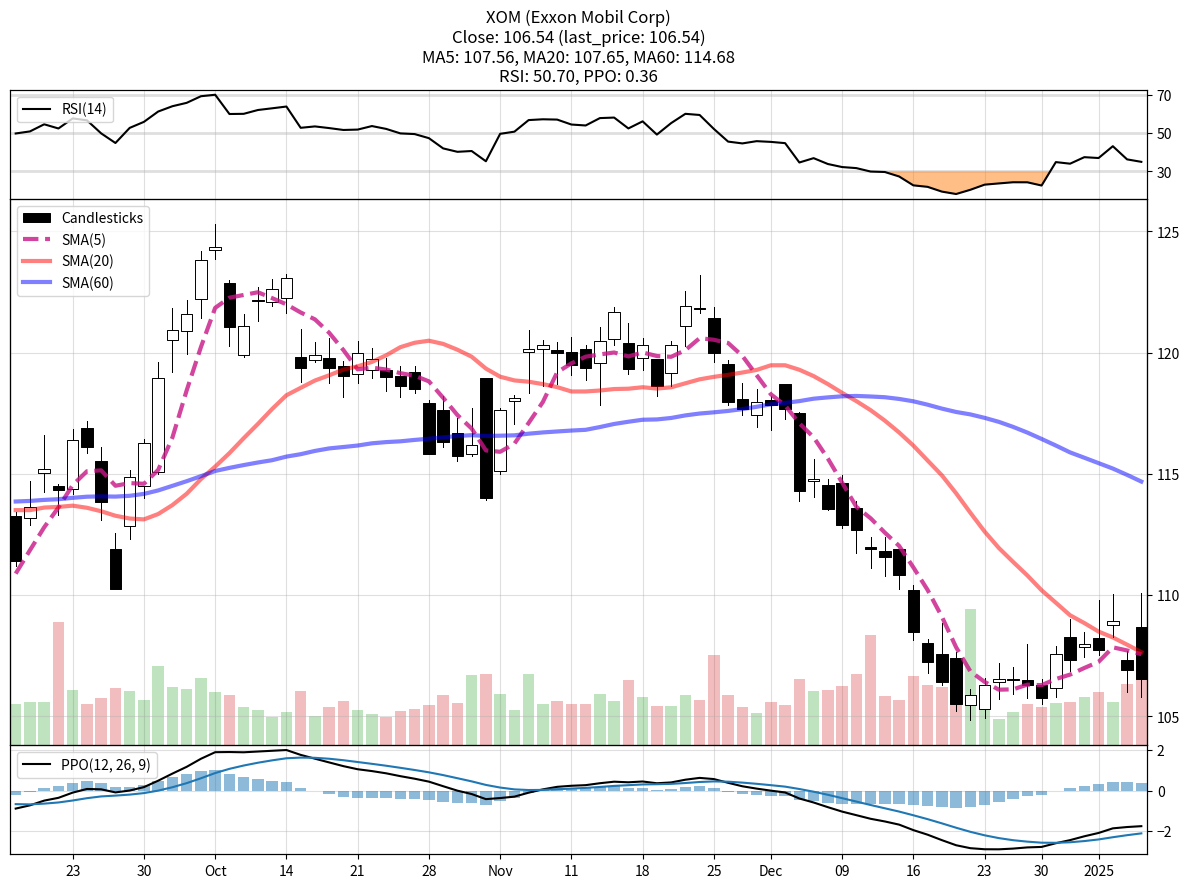 XOM (Exxon Mobil Corp)
Close: 106.54 (last_price: 106.54)
MA5: 107.56, MA20: 107.65, MA60: 114.68
RSI: 50.70, PPO: 0.36
RSI(14)
70
50
30
Candlesticks
SMA(5)
SMA(20)
SMA(60)
125
120
115
110
105
PPO(12, 26, 9)
2
0
−2
23 30 Oct 14 21 28 Nov 11 18 25 Dec 09 16 23 30 2025